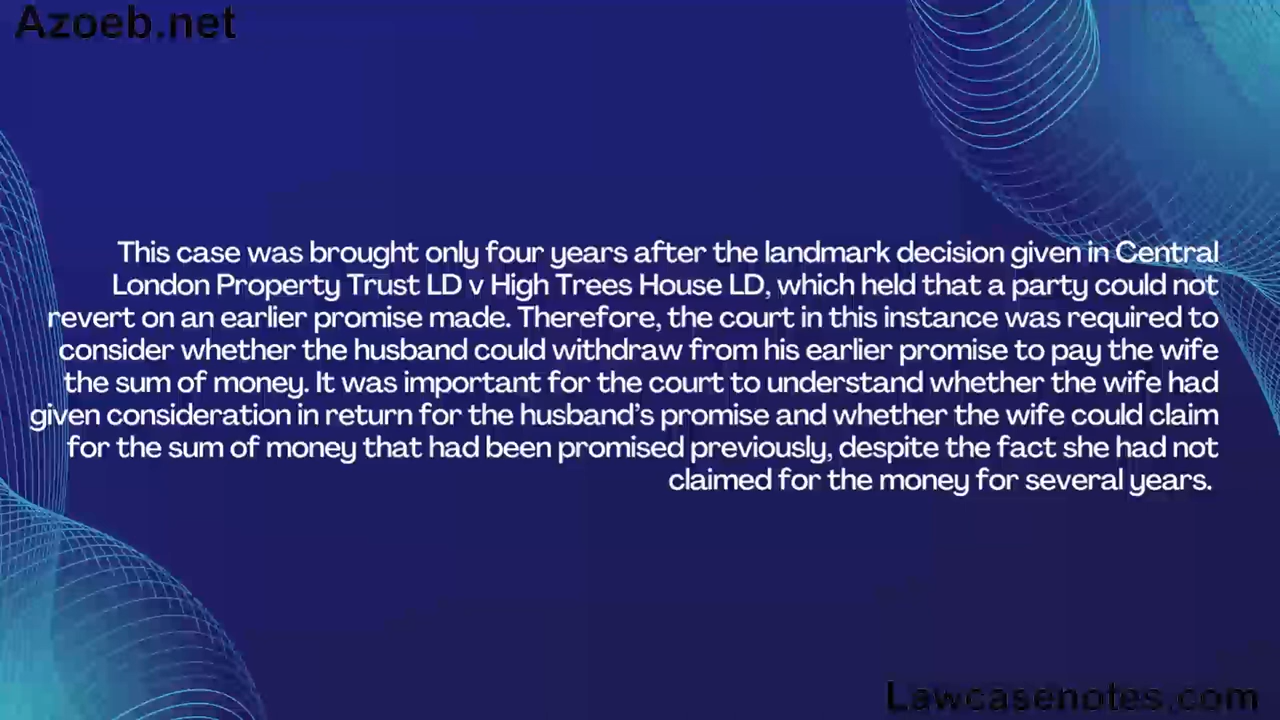 Azoeb.net
This case was brought only four years after the landmark decision given in Central
London Property Trust LD v High Trees House LD, which held that a party could not
revert on an earlier promise made. Therefore, the court in this instance was required to
consider whether the husband could withdraw from his earlier promise to pay the wife
the sum of money. It was important for the court to understand whether the wife had
given consideration in return for the husband's promise and whether the wife could claim
for the sum of money that had been promised previously, despite the fact she had not
claimed for the money for several years.
Lawcasenotes.com